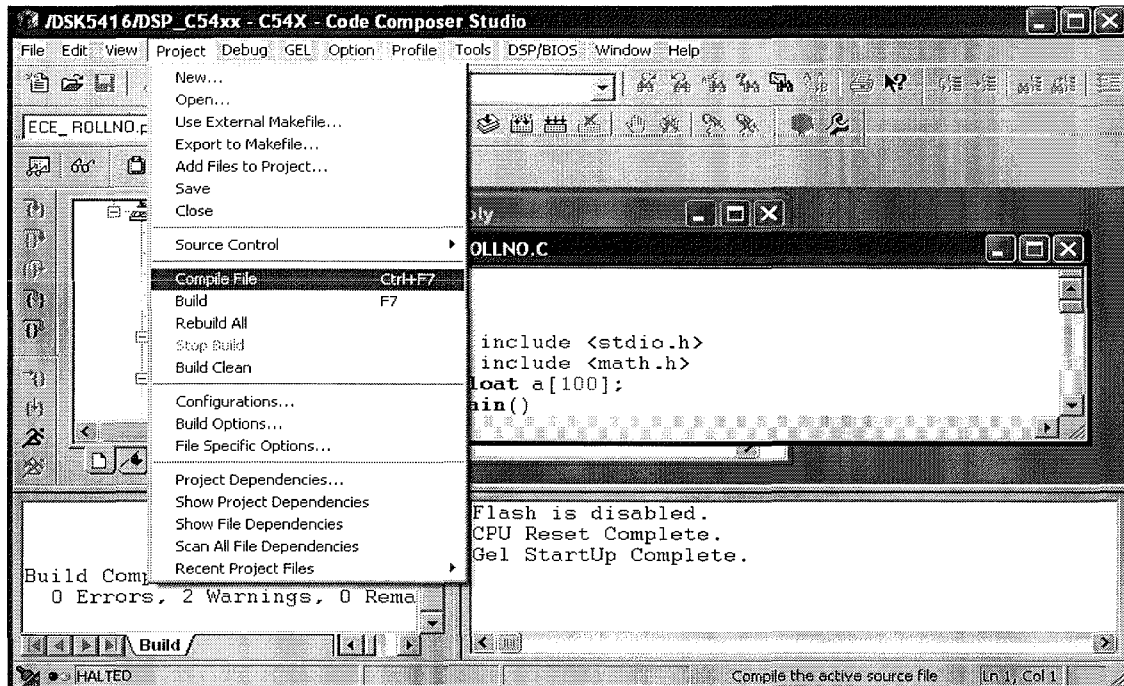 /DSK5416/DSP_C54xx - C54X - Code Composer Studio
File Edit View Project Debug GEL Option Profile Tools DSP/BIOS Window Help
New...
Open...
ECE_ROLLNO.p
Use External Makefile...
Export to Makefile...
Add Files to Project...
Save
Close
Source Control
OLLNO.C
Compile File Ctrl+F7
Build F7
Rebuild All
Stop Build
Build Clean
include <stdio.h>
include <math.h>
loat a[100];
ain()
Configurations...
Build Options...
File Specific Options...
Project Dependencies...
Show Project Dependencies
Show File Dependencies
Scan All File Dependencies
Recent Project Files
Flash is disabled.
CPU Reset Complete.
Gel StartUp Complete.
Build Comp
0 Errors, 2 Warnings, 0 Rema
Build
HALTED
Compile the active source file
Ln 1, Col 1